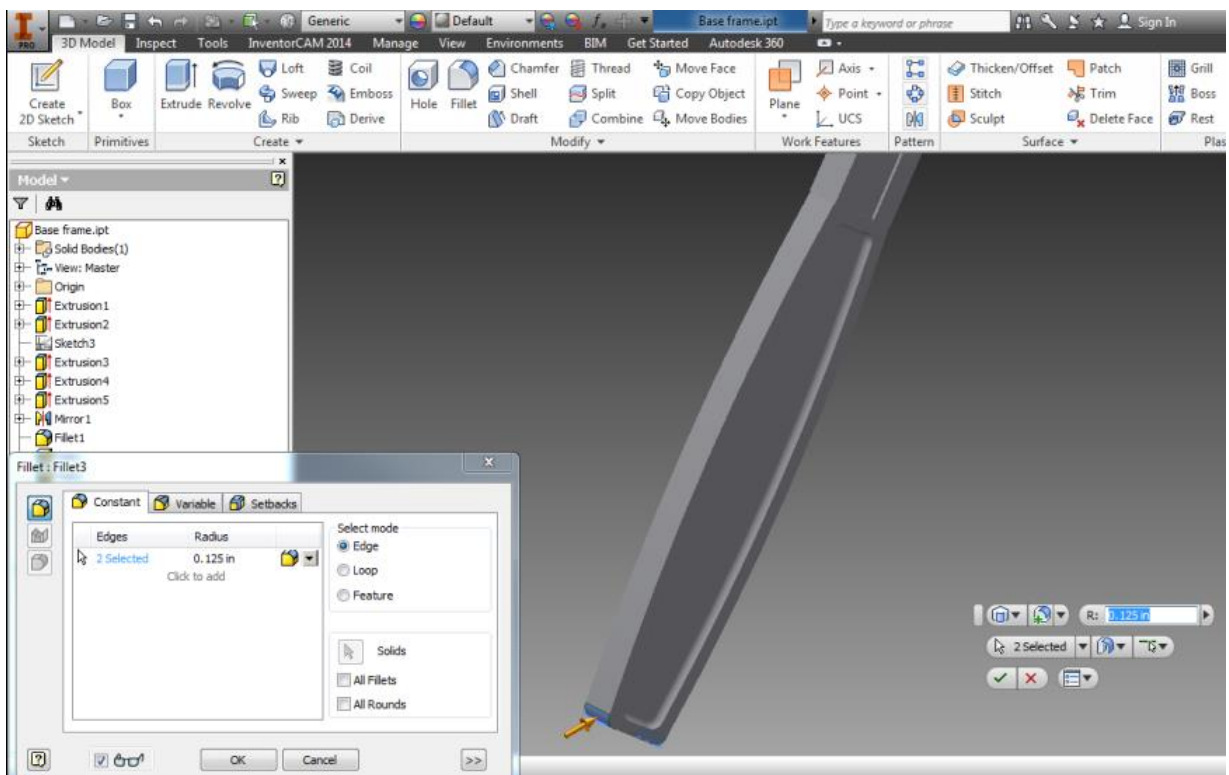 Generic Default Base frame.ipt Type a keyword or phrase Sign In
PRO 3D Model Inspect Tools InventorCAM 2014 Manage View Environments BIM Get Started Autodesk 360
Loft Coil Chamfer Thread Move Face Axis Thicken/Offset Patch Grill
Create 2D Sketch Box Extrude Revolve Sweep Emboss Hole Fillet Shell Split Copy Object Plane Point Stitch Trim Boss
Rib Derive Draft Combine Move Bodies UCS Sculpt Delete Face Rest
Sketch Primitives Create Modify Work Features Pattern Surface Plas
Model
Base frame.ipt
Solid Bodies(1)
View: Master
Origin
Extrusion1
Extrusion2
Sketch3
Extrusion3
Extrusion4
Extrusion5
Mirror1
Fillet1
Fillet : Fillet3
Constant Variable Setbacks
Edges Radius
2 Selected 0.125 in
Click to add
Select mode
Edge
Loop
Feature
Solids
All Fillets
All Rounds
OK Cancel >>
R: 0.125 in
2 Selected